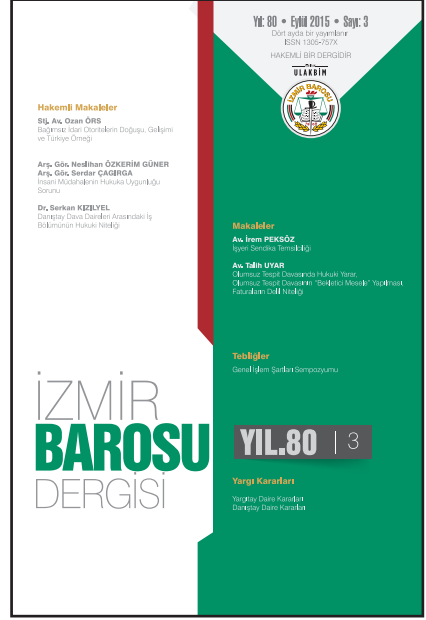 Yıl: 80 • Eylül 2015 • Sayı: 3
Dört ayda bir yayımlanır
ISSN 1305-757X
HAKEMLİ BİR DERGİDİR
ULAKBİM
İZMİR BAROSU
Hakemli Makaleler
Stj. Av. Ozan ÖRS
Bağımsız İdari Otoritelerin Doğuşu, Gelişimi
ve Türkiye Örneği
Arş. Gör. Neslihan ÖZKERİM GÜNER
Arş. Gör. Serdar ÇAGIRGA
İnsani Müdahalenin Hukuka Uygunluğu
Sorunu
Dr. Serkan KIZILYEL
Danıştay Dava Daireleri Arasındaki İş
Bölümünün Hukuki Niteliği
Makaleler
Av. İrem PEKSÖZ
İşyeri Sendika Temsilciliği
Av. Talih UYAR
Olumsuz Tespit Davasında Hukuki Yarar,
Olumsuz Tespit Davasının "Bekletici Mesele" Yapılması,
Faturaların Delil Niteliği
Tebliğler
Genel İşlem Şartları Sempozyumu
İZMİR
BAROSU
DERGİSİ
YIL.80 | 3
Yargı Kararları
Yargıtay Daire Kararları
Danıştay Daire Kararları